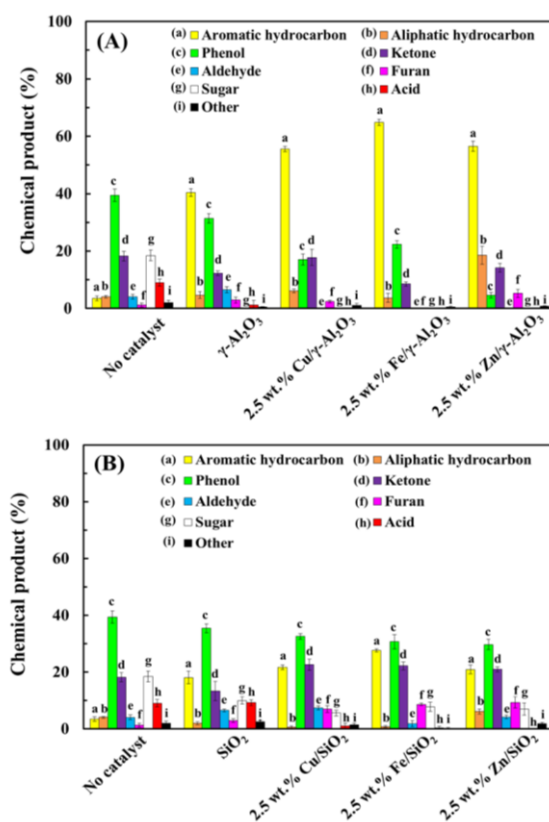 100
(A)
(a) Aromatic hydrocarbon (b) Aliphatic hydrocarbon
(c) Phenol (d) Ketone
(e) Aldehyde (f) Furan
(g) Sugar (h) Acid
(i) Other
80
60
40
20
0
Chemical product (%)
a b c d e f g h i
a b c d e f g h i
a b c d e f g h i
a b c d e f g h i
a b c d e f g h i
No catalyst
γ-Al₂O₃
2.5 wt.% Cu/γ-Al₂O₃
2.5 wt.% Fe/γ-Al₂O₃
2.5 wt.% Zn/γ-Al₂O₃
100
(B)
(a) Aromatic hydrocarbon (b) Aliphatic hydrocarbon
(c) Phenol (d) Ketone
(e) Aldehyde (f) Furan
(g) Sugar (h) Acid
(i) Other
80
60
40
20
0
Chemical product (%)
a b c d e f g h i
a b c d e f g h i
a b c d e f g h i
a b c d e f g h i
a b c d e f g h i
No catalyst
SiO₂
2.5 wt.% Cu/SiO₂
2.5 wt.% Fe/SiO₂
2.5 wt.% Zn/SiO₂